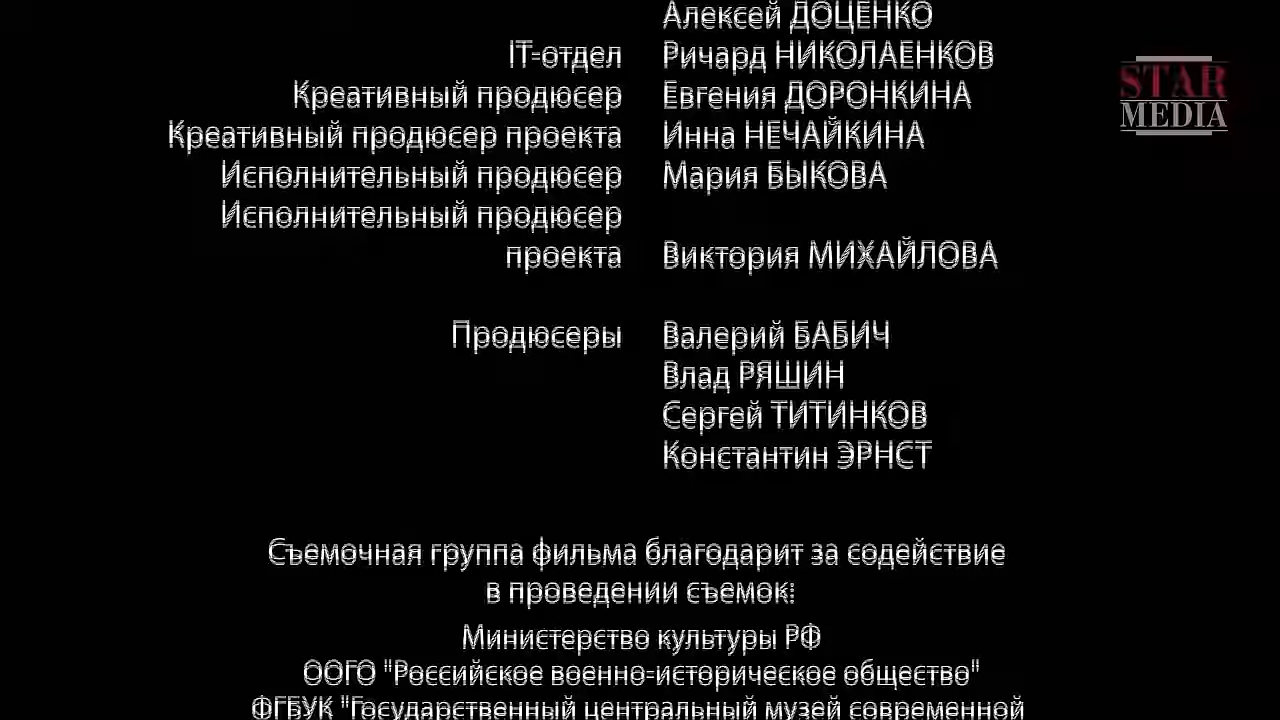 Алексей ДОЦЕНКО
IT-отдел Ричард НИКОЛАЕНКОВ
Креативный продюсер Евгения ДОРОНКИНА
Креативный продюсер проекта Инна НЕЧАЙКИНА
Исполнительный продюсер Мария БЫКОВА
Исполнительный продюсер
проекта Виктория МИХАЙЛОВА
Продюсеры Валерий БАБИЧ
Влад РЯШИН
Сергей ТИТИНКОВ
Константин ЭРНСТ
Съемочная группа фильма благодарит за содействие
в проведении съемок:
Министерство культуры РФ
ООГО "Российское военно-историческое общество"
ФГБУК "Государственный центральный музей современной
STAR
MEDIA